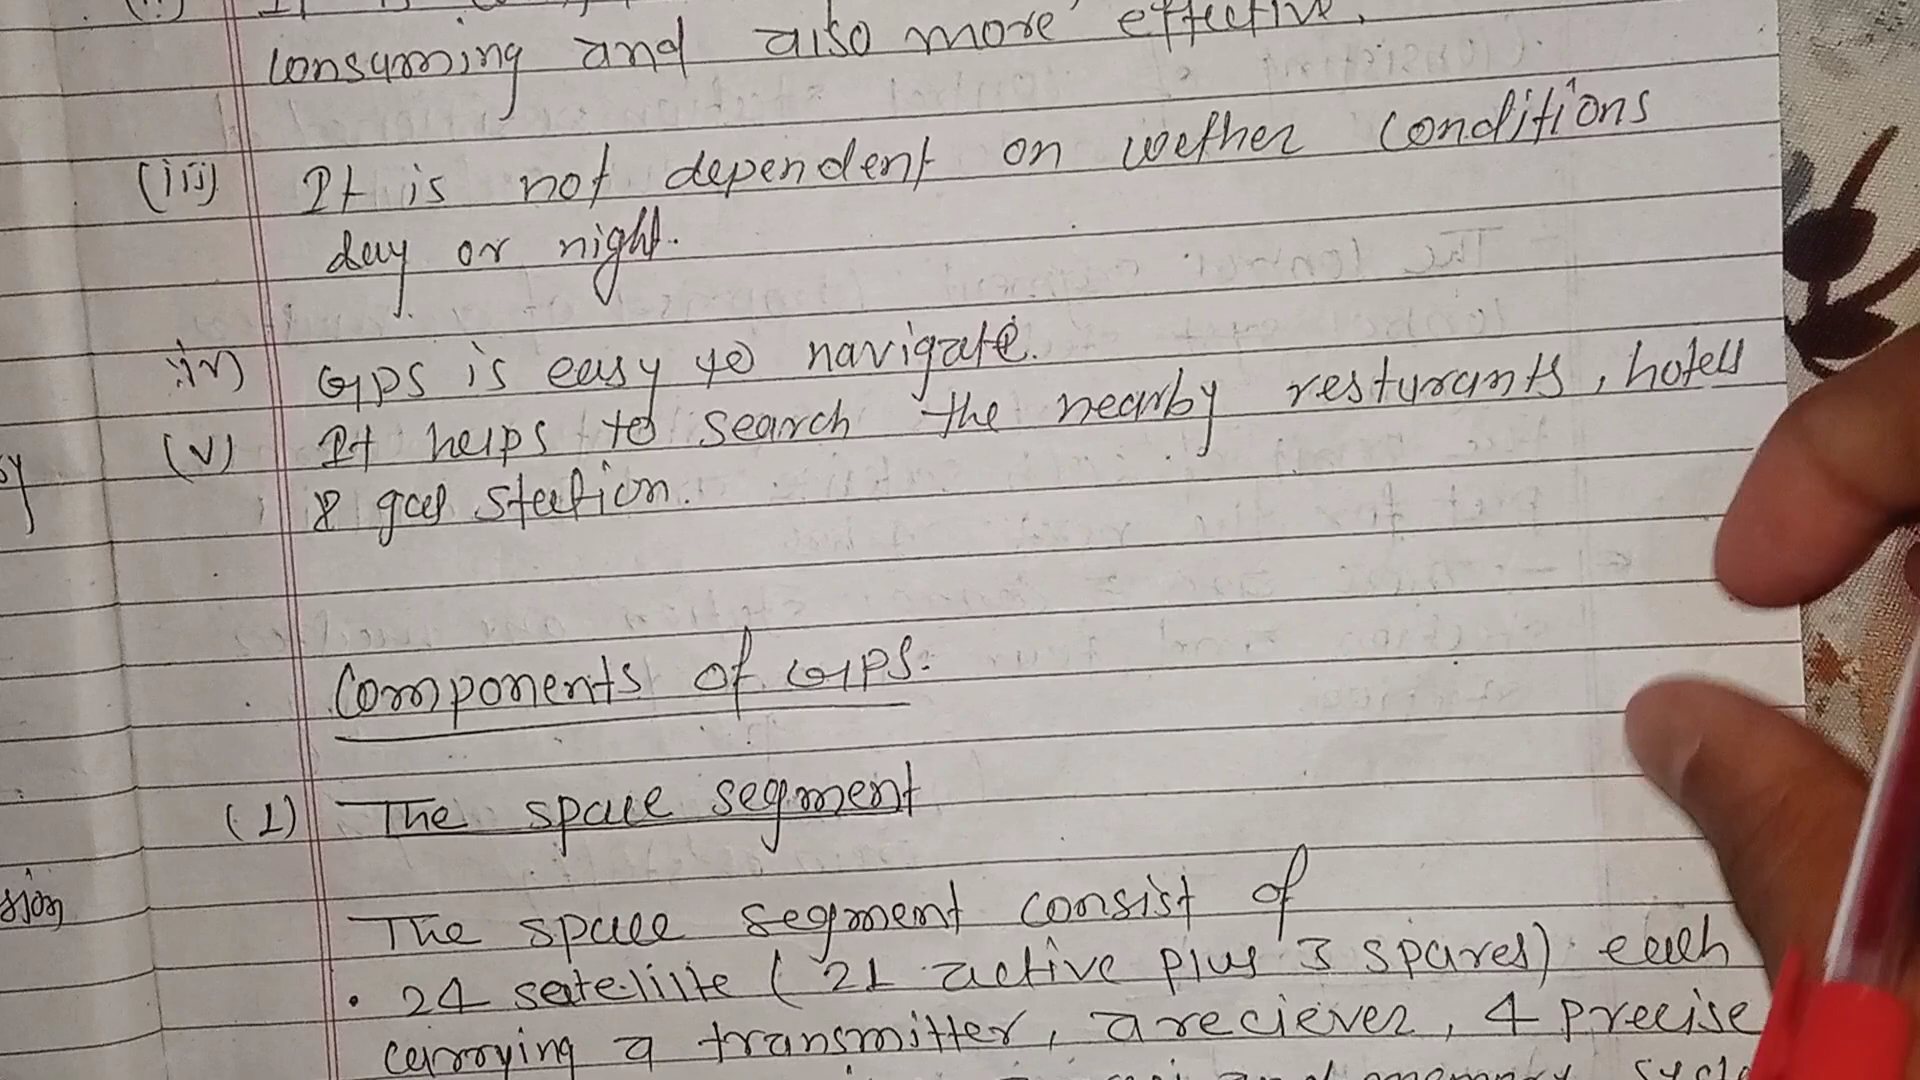 consuming and also more effective.
(iii) It is not dependent on wether conditions
day or night.
iv) GPS is easy to navigate.
(v) It helps to search the nearby resturants, hotels
& gas station.
Components of GPS:
(1) The space segment
The space segment consist of
• 24 satelilte (21 active plus 3 spares) each
carrying a transmitter, a reciever, 4 precise